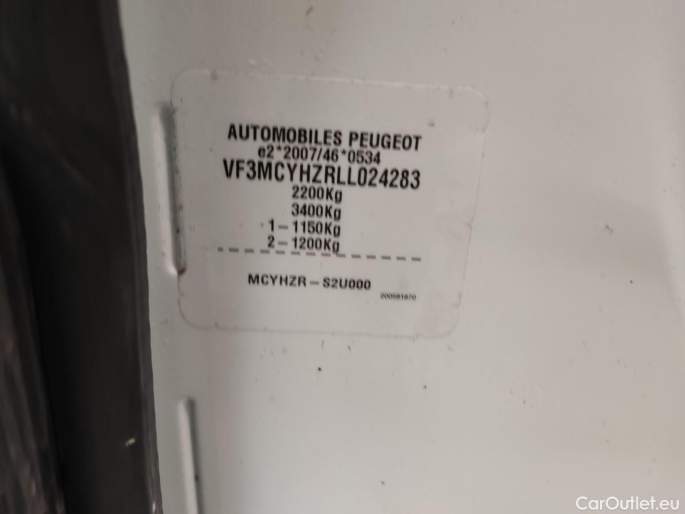 AUTOMOBILES PEUGEOT
e2*2007/46*0534
VF3MCYHZRLL024283
2200Kg
3400Kg
1-1150Kg
2-1200Kg
MCYHZR-S2U000
CarOutlet.eu